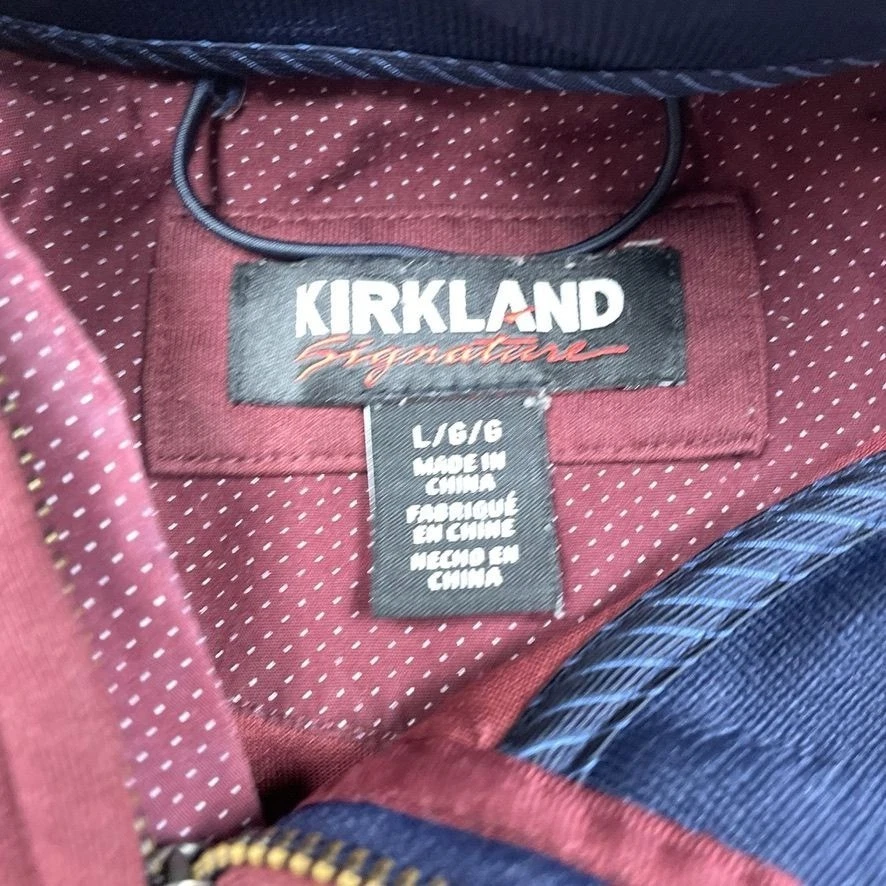 KIRKLAND
Signature
L/G/G
MADE IN
CHINA
FABRIQUÉ
EN CHINE
HECHO EN
CHINA